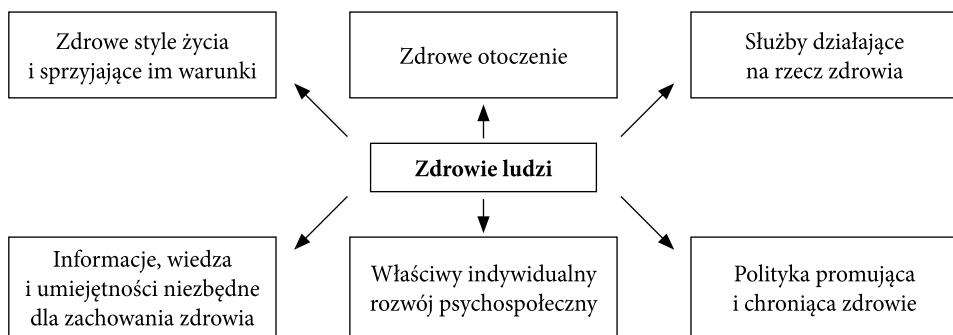 Zdrowe style życia
i sprzyjające im warunki
Zdrowe otoczenie
Służby działające
na rzecz zdrowia
Zdrowie ludzi
Informacje, wiedza
i umiejętności niezbędne
dla zachowania zdrowia
Właściwy indywidualny
rozwój psychospołeczny
Polityka promująca
i chroniąca zdrowie